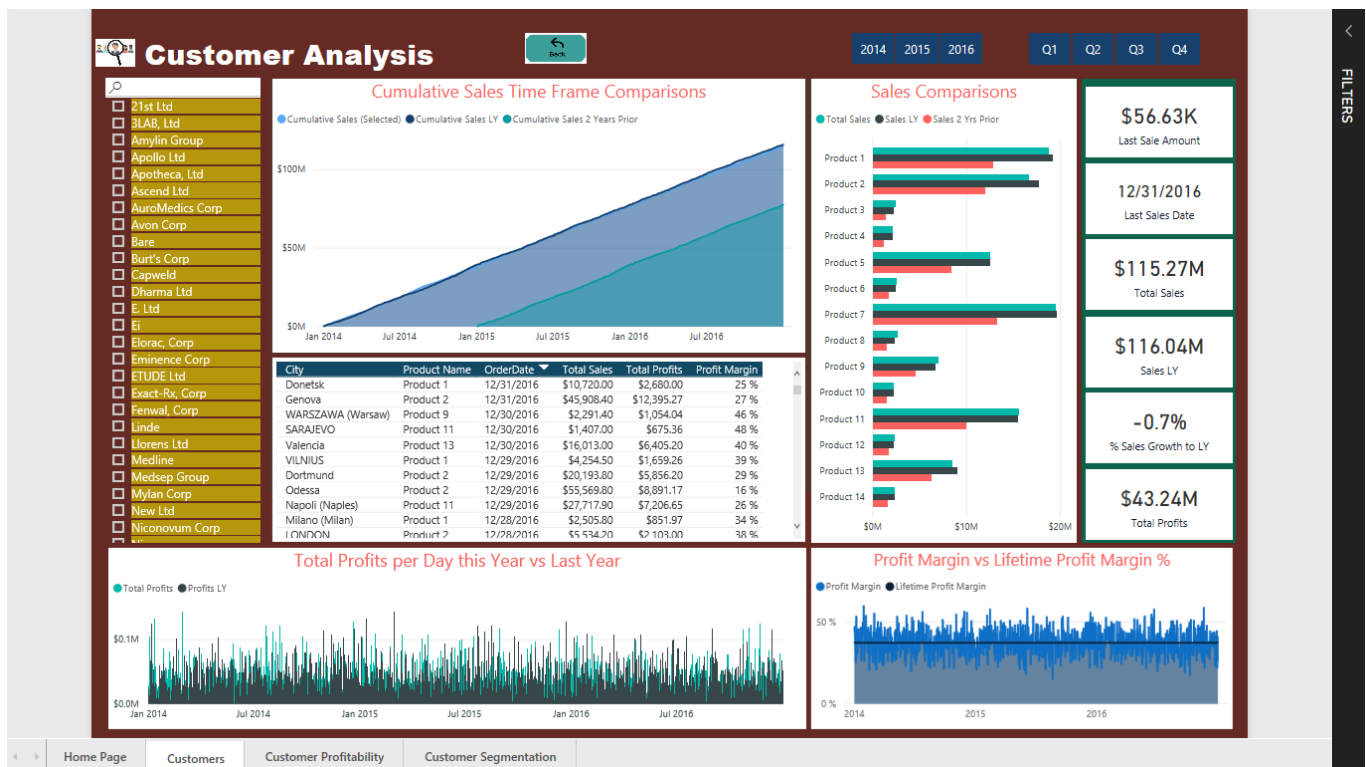 Customer Analysis
Back
2014 2015 2016
Q1 Q2 Q3 Q4
FILTERS
21st Ltd
3LAB, Ltd
Amylin Group
Apollo Ltd
Apotheca, Ltd
Ascend Ltd
AuroMedics Corp
Avon Corp
Bare
Burt's Corp
Capweld
Dharma Ltd
E. Ltd
Ei
Elorac, Corp
Eminence Corp
ETUDE Ltd
Exact-Rx, Corp
Fenwal, Corp
Linde
Llorens Ltd
Medline
Medsep Group
Mylan Corp
New Ltd
Niconovum Corp
Cumulative Sales Time Frame Comparisons
Cumulative Sales (Selected) Cumulative Sales LY Cumulative Sales 2 Years Prior
$100M
$50M
$0M
Jan 2014 Jul 2014 Jan 2015 Jul 2015 Jan 2016 Jul 2016
City Product Name OrderDate Total Sales Total Profits Profit Margin
Donetsk Product 1 12/31/2016 $10,720.00 $2,680.00 25 %
Genova Product 2 12/31/2016 $45,908.40 $12,395.27 27 %
WARSZAWA (Warsaw) Product 9 12/30/2016 $2,291.40 $1,054.04 46 %
SARAJEVO Product 11 12/30/2016 $1,407.00 $675.36 48 %
Valencia Product 13 12/30/2016 $16,013.00 $6,405.20 40 %
VILNIUS Product 1 12/29/2016 $4,254.50 $1,659.26 39 %
Dortmund Product 2 12/29/2016 $20,193.80 $5,856.20 29 %
Odessa Product 2 12/29/2016 $55,569.80 $8,891.17 16 %
Napoli (Naples) Product 11 12/29/2016 $27,717.90 $7,206.65 26 %
Milano (Milan) Product 1 12/28/2016 $2,505.80 $851.97 34 %
LONDON Product 2 12/28/2016 $5,534.20 $2,103.00 38 %
Sales Comparisons
Total Sales Sales LY Sales 2 Yrs Prior
Product 1
Product 2
Product 3
Product 4
Product 5
Product 6
Product 7
Product 8
Product 9
Product 10
Product 11
Product 12
Product 13
Product 14
$0M $10M $20M
$56.63K
Last Sale Amount
12/31/2016
Last Sales Date
$115.27M
Total Sales
$116.04M
Sales LY
-0.7%
% Sales Growth to LY
$43.24M
Total Profits
Total Profits per Day this Year vs Last Year
Total Profits Profits LY
$0.1M
$0.0M
Jan 2014 Jul 2014 Jan 2015 Jul 2015 Jan 2016 Jul 2016
Profit Margin vs Lifetime Profit Margin %
Profit Margin Lifetime Profit Margin
50 %
0 %
2014 2015 2016
Home Page Customers Customer Profitability Customer Segmentation